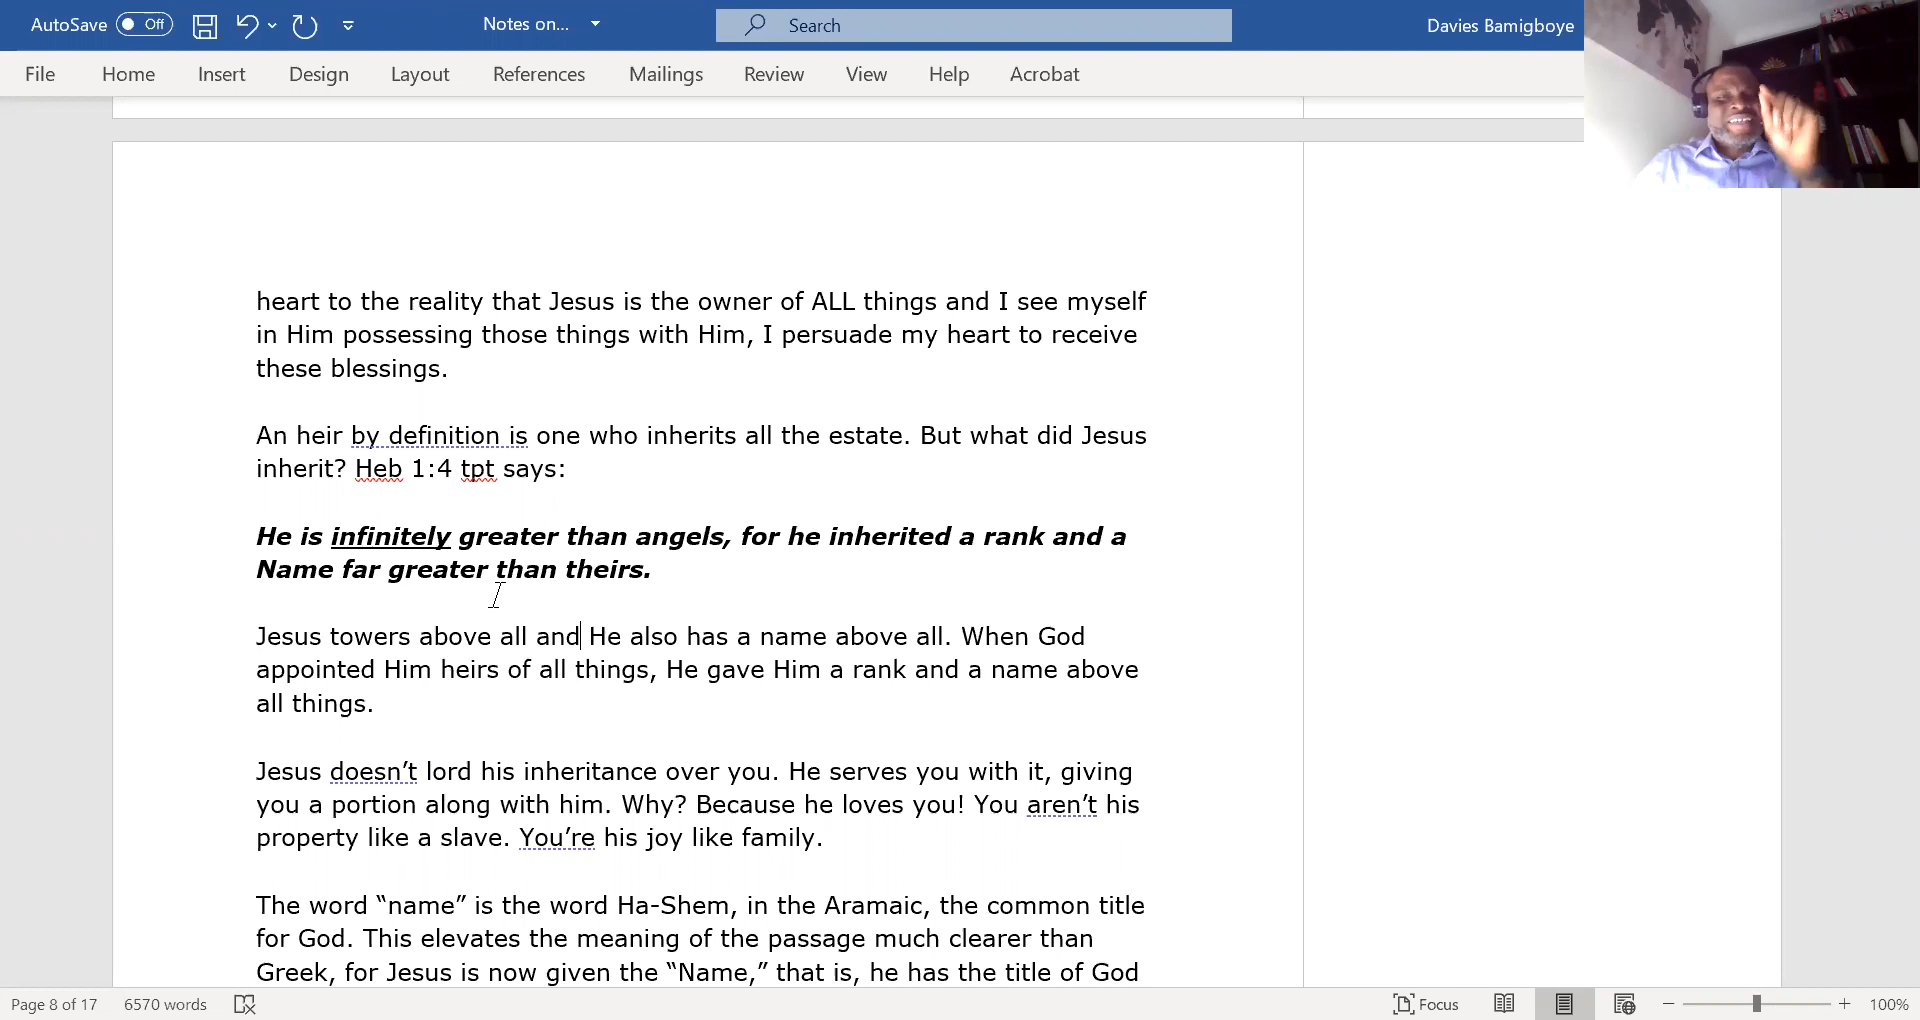 AutoSave Off Notes on... Search Davies Bamigboye
File Home Insert Design Layout References Mailings Review View Help Acrobat
heart to the reality that Jesus is the owner of ALL things and I see myself
in Him possessing those things with Him, I persuade my heart to receive
these blessings.
An heir by definition is one who inherits all the estate. But what did Jesus
inherit? Heb 1:4 tpt says:
He is infinitely greater than angels, for he inherited a rank and a
Name far greater than theirs.
Jesus towers above all and He also has a name above all. When God
appointed Him heirs of all things, He gave Him a rank and a name above
all things.
Jesus doesn’t lord his inheritance over you. He serves you with it, giving
you a portion along with him. Why? Because he loves you! You aren’t his
property like a slave. You’re his joy like family.
The word “name” is the word Ha-Shem, in the Aramaic, the common title
for God. This elevates the meaning of the passage much clearer than
Greek, for Jesus is now given the “Name,” that is, he has the title of God
Page 8 of 17 6570 words Focus 100%